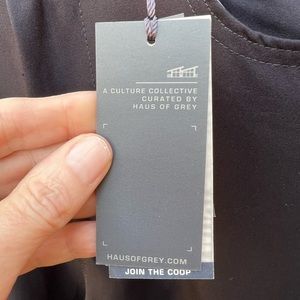 A CULTURE COLLECTIVE
CURATED BY
HAUS OF GREY
HAUSOFGREY.COM
JOIN THE COOP